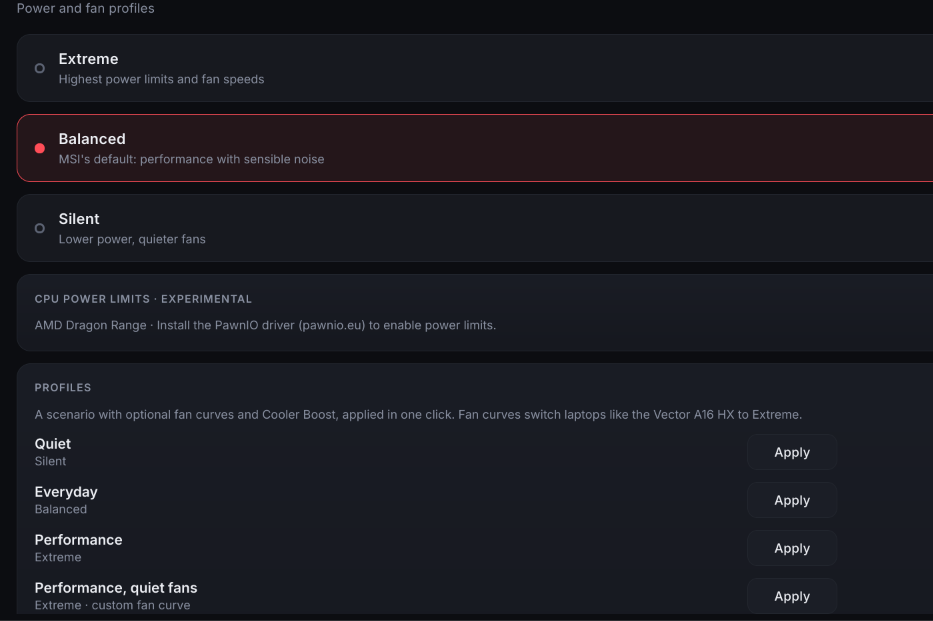 Power and fan profiles
Extreme
Highest power limits and fan speeds
Balanced
MSI's default: performance with sensible noise
Silent
Lower power, quieter fans
CPU POWER LIMITS · EXPERIMENTAL
AMD Dragon Range · Install the PawnIO driver (pawnio.eu) to enable power limits.
PROFILES
A scenario with optional fan curves and Cooler Boost, applied in one click. Fan curves switch laptops like the Vector A16 HX to Extreme.
Quiet
Silent
Apply
Everyday
Balanced
Apply
Performance
Extreme
Apply
Performance, quiet fans
Extreme · custom fan curve
Apply